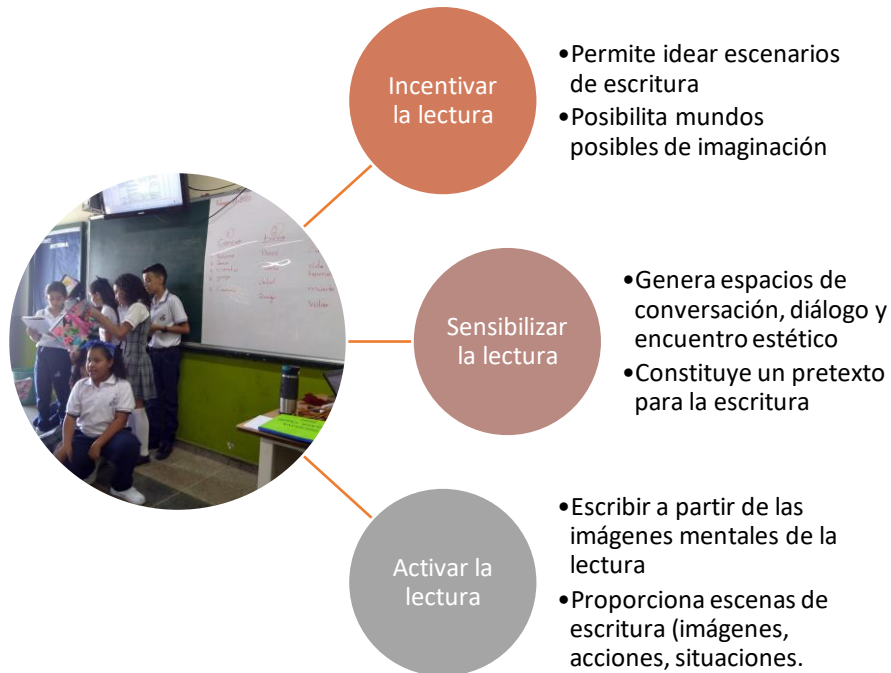 Incentivar
la lectura
•Permite idear escenarios
de escritura
•Posibilita mundos
posibles de imaginación
Sensibilizar
la lectura
•Genera espacios de
conversación, diálogo y
encuentro estético
•Constituye un pretexto
para la escritura
Activar la
lectura
•Escribir a partir de las
imágenes mentales de la
lectura
•Proporciona escenas de
escritura (imágenes,
acciones, situaciones.